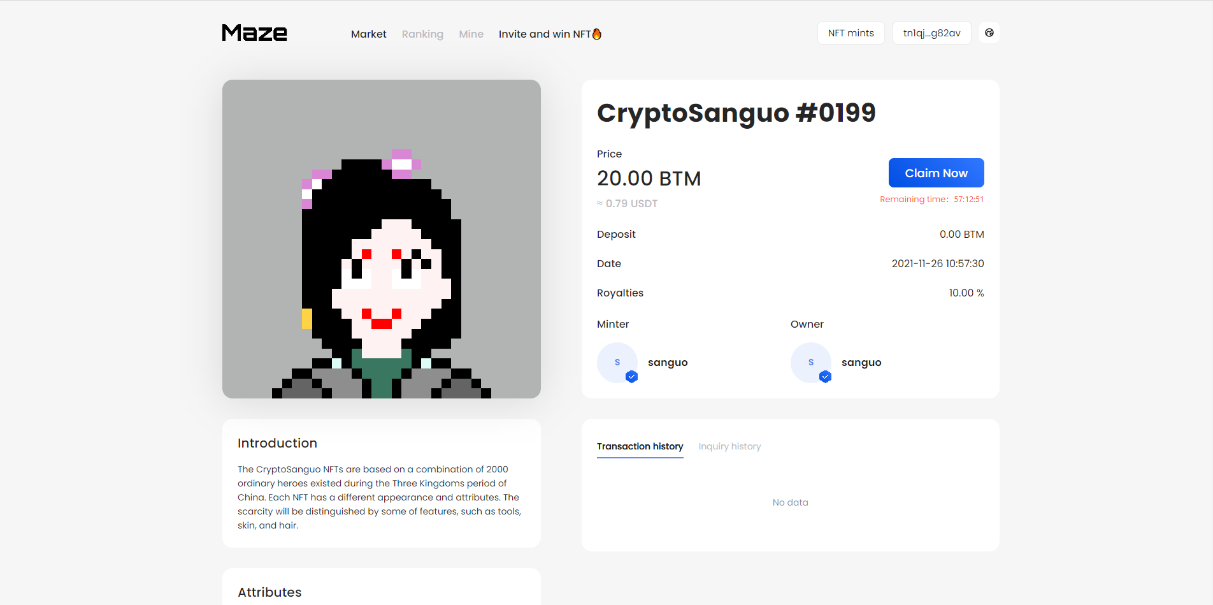 Maze
Market Ranking Mine Invite and win NFT🔥
NFT mints tn1qj...g82av
CryptoSanguo #0199
Price
20.00 BTM
≈ 0.79 USDT
Claim Now
Remaining time: 57:12:51
Deposit 0.00 BTM
Date 2021-11-26 10:57:30
Royalties 10.00 %
Minter Owner
S sanguo S sanguo
Introduction
The CryptoSanguo NFTs are based on a combination of 2000
ordinary heroes existed during the Three Kingdoms period of
China. Each NFT has a different appearance and attributes. The
scarcity will be distinguished by some of features, such as tools,
skin, and hair.
Transaction history Inquiry history
No data
Attributes